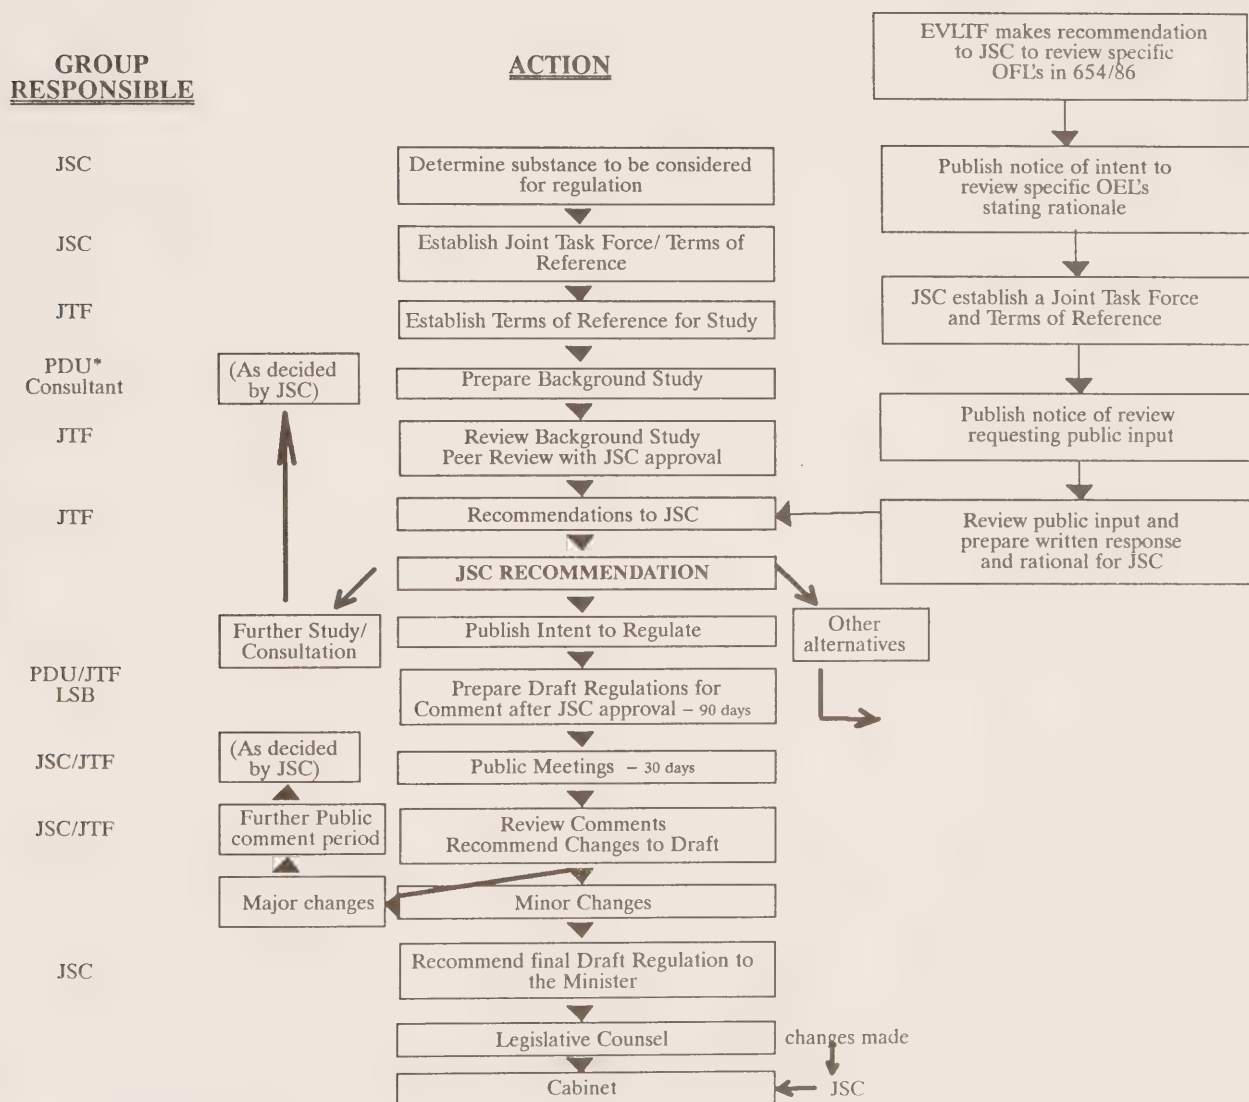 GROUP
RESPONSIBLE
ACTION
EVLTF makes recommendation
to JSC to review specific
OFL's in 654/86
JSC
Determine substance to be considered
for regulation
Publish notice of intent to
review specific OEL's
stating rationale
JSC
Establish Joint Task Force/ Terms of
Reference
JSC establish a Joint Task Force
and Terms of Reference
JTF
Establish Terms of Reference for Study
PDU*
Consultant
(As decided
by JSC)
Prepare Background Study
Publish notice of review
requesting public input
JTF
Review Background Study
Peer Review with JSC approval
JTF
Recommendations to JSC
Review public input and
prepare written response
and rational for JSC
JSC RECOMMENDATION
Further Study/
Consultation
Publish Intent to Regulate
Other
alternatives
PDU/JTF
LSB
Prepare Draft Regulations for
Comment after JSC approval – 90 days
JSC/JTF
(As decided
by JSC)
Public Meetings – 30 days
JSC/JTF
Further Public
comment period
Review Comments
Recommend Changes to Draft
Major changes
Minor Changes
JSC
Recommend final Draft Regulation to
the Minister
Legislative Counsel
changes made
Cabinet
JSC